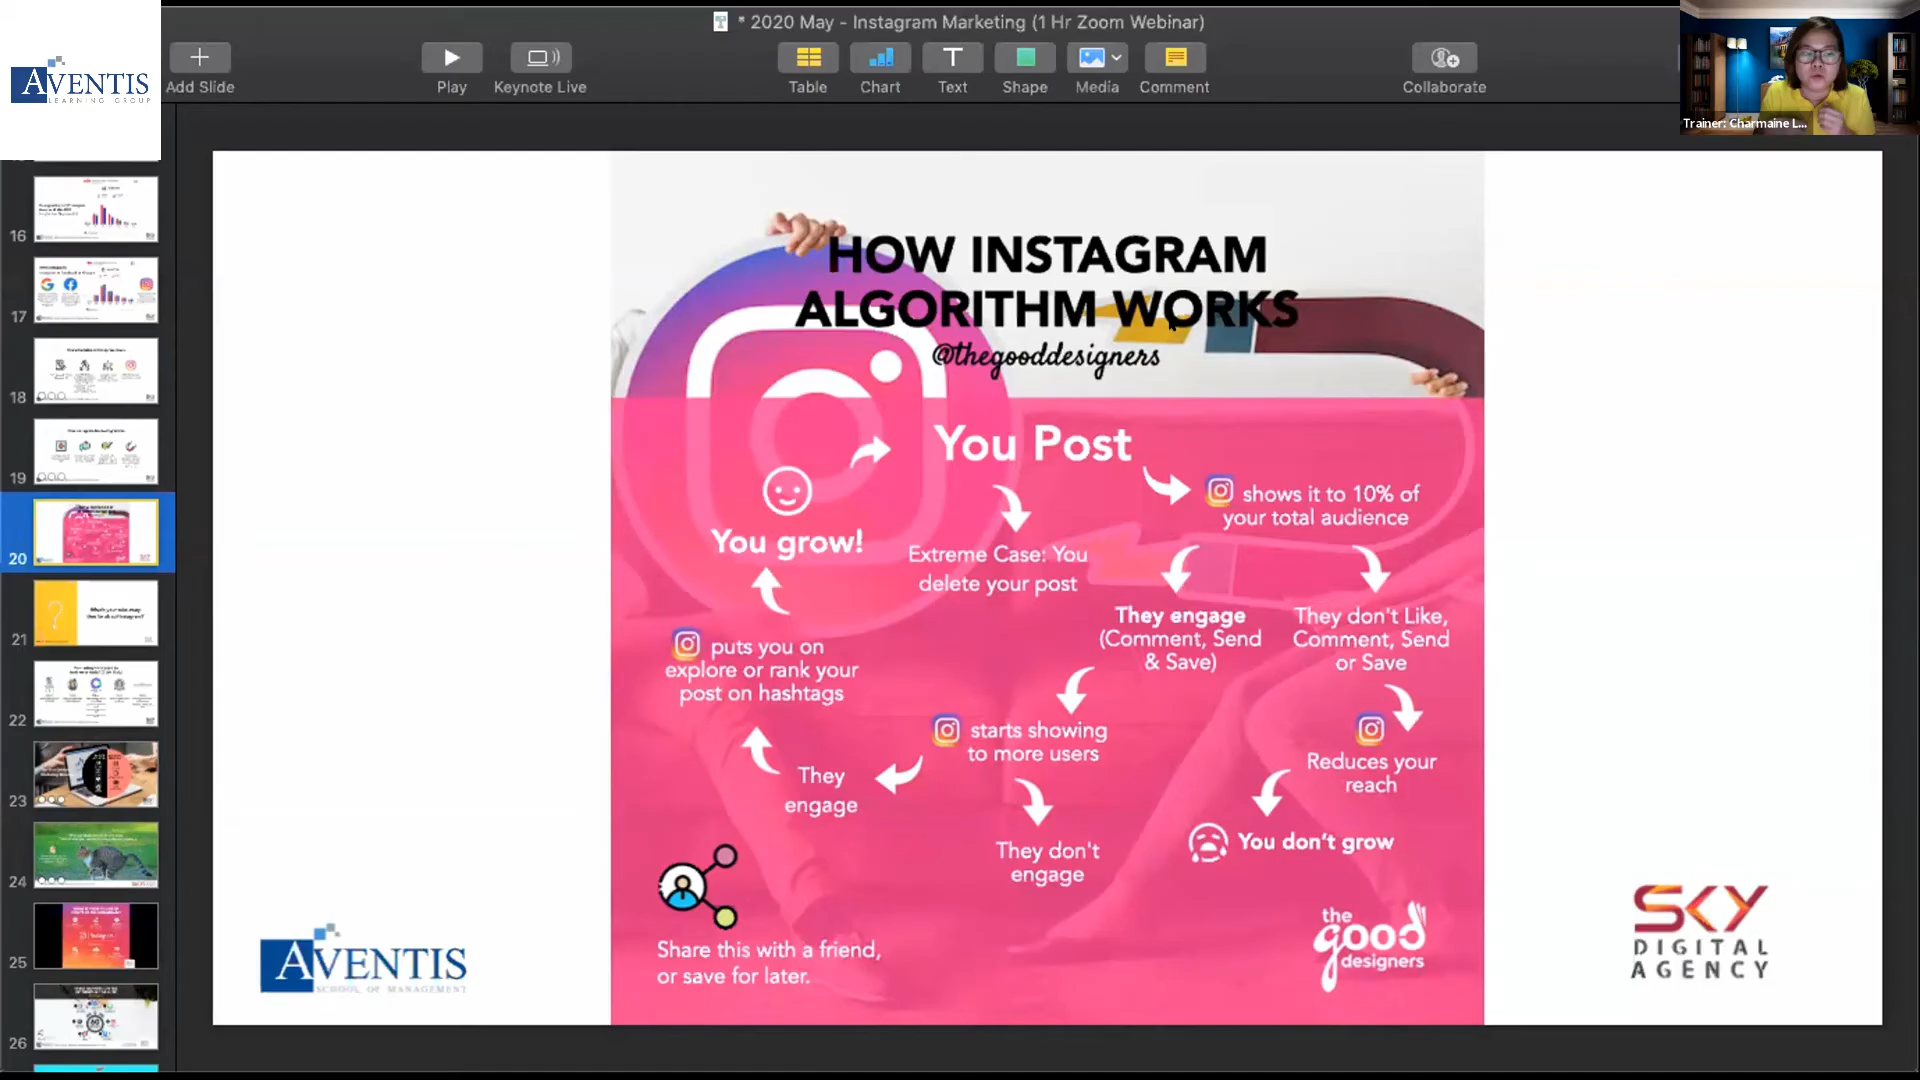 * 2020 May - Instagram Marketing (1 Hr Zoom Webinar)
AVENTIS
LEARNING GROUP
Add Slide
Play
Keynote Live
Table
Chart
Text
Shape
Media
Comment
Collaborate
Trainer: Charmaine L...
16
17
18
19
20
21
22
23
24
25
26
HOW INSTAGRAM
ALGORITHM WORKS
@thegooddesigners
You Post
shows it to 10% of
your total audience
You grow!
Extreme Case: You
delete your post
They engage
(Comment, Send
& Save)
They don't Like,
Comment, Send
or Save
puts you on
explore or rank your
post on hashtags
starts showing
to more users
Reduces your
reach
They
engage
They don't
engage
You don't grow
Share this with a friend,
or save for later.
the
good
designers
AVENTIS
SCHOOL OF MANAGEMENT
SKY
DIGITAL
AGENCY